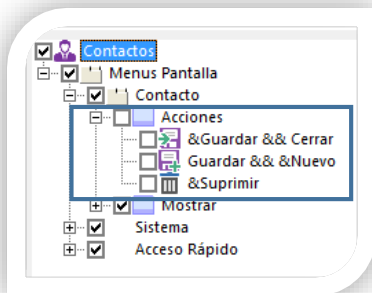 Contactos
Menus Pantalla
Contacto
Acciones
&Guardar && Cerrar
Guardar && &Nuevo
&Suprimir
Mostrar
Sistema
Acceso Rápido